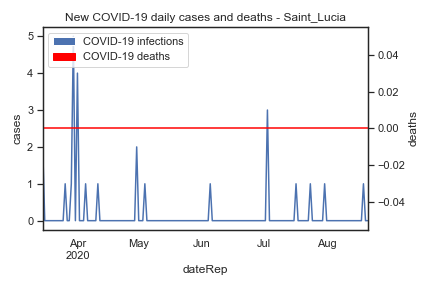 New COVID-19 daily cases and deaths - Saint_Lucia
COVID-19 infections
COVID-19 deaths
5
4
3
2
1
0
cases
0.04
0.02
0.00
−0.02
−0.04
deaths
Apr May Jun Jul Aug
2020
dateRep